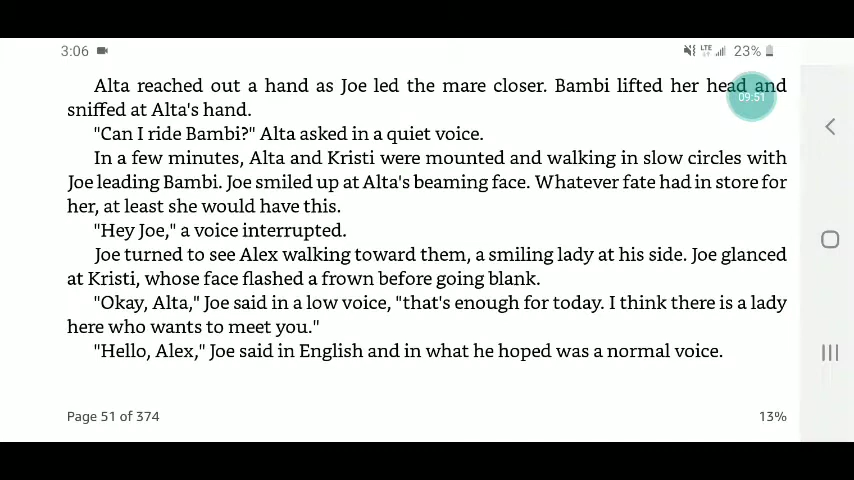 3:06
LTE
23%
Alta reached out a hand as Joe led the mare closer. Bambi lifted her head and
09:51
sniffed at Alta's hand.
"Can I ride Bambi?" Alta asked in a quiet voice.
In a few minutes, Alta and Kristi were mounted and walking in slow circles with
Joe leading Bambi. Joe smiled up at Alta's beaming face. Whatever fate had in store for
her, at least she would have this.
"Hey Joe," a voice interrupted.
Joe turned to see Alex walking toward them, a smiling lady at his side. Joe glanced
at Kristi, whose face flashed a frown before going blank.
"Okay, Alta," Joe said in a low voice, "that's enough for today. I think there is a lady
here who wants to meet you."
"Hello, Alex," Joe said in English and in what he hoped was a normal voice.
Page 51 of 374
13%